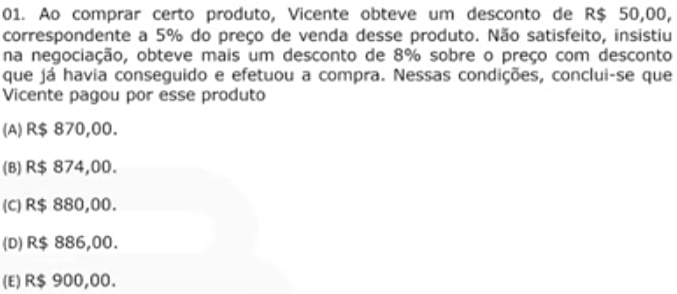 01. Ao comprar certo produto, Vicente obteve um desconto de R$ 50,00,
correspondente a 5% do preço de venda desse produto. Não satisfeito, insistiu
na negociação, obteve mais um desconto de 8% sobre o preço com desconto
que já havia conseguido e efetuou a compra. Nessas condições, conclui-se que
Vicente pagou por esse produto
(A) R$ 870,00.
(B) R$ 874,00.
(C) R$ 880,00.
(D) R$ 886,00.
(E) R$ 900,00.